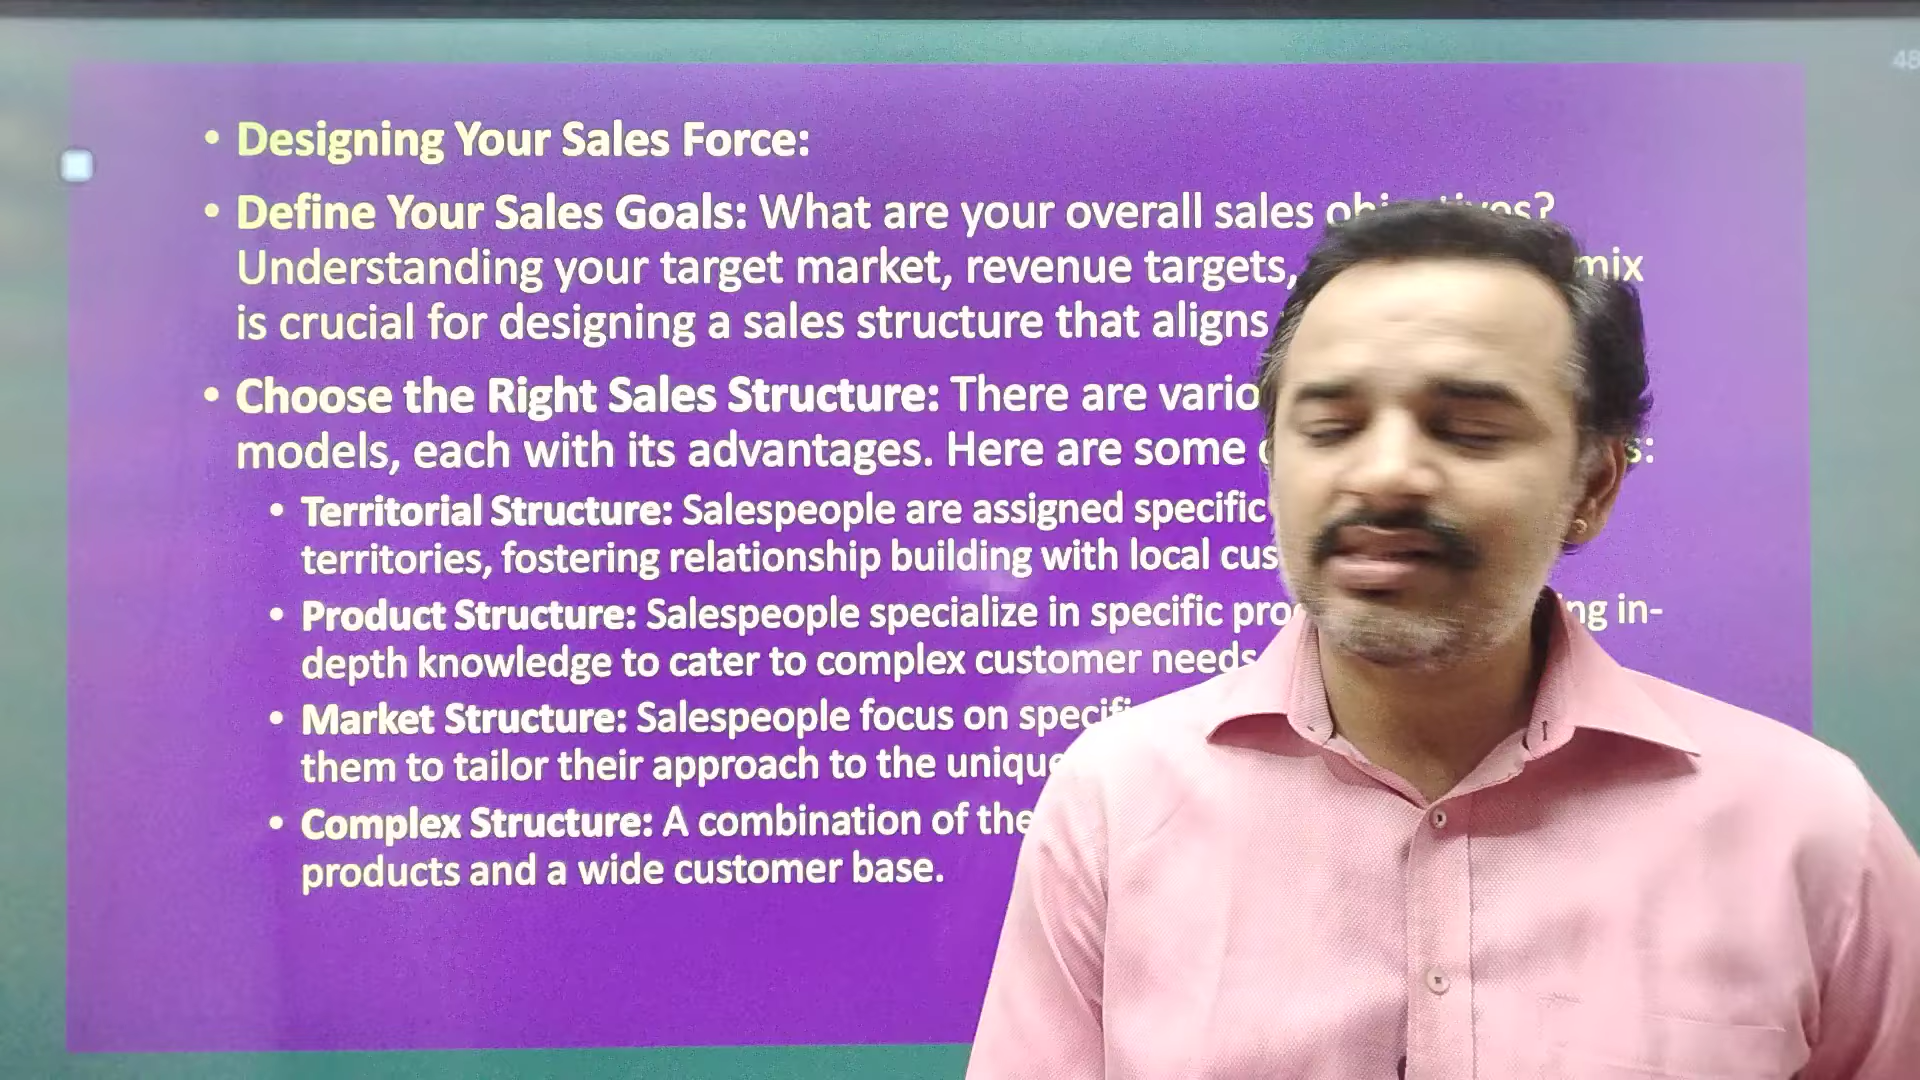 48
• Designing Your Sales Force:
• Define Your Sales Goals: What are your overall sales objectives?
Understanding your target market, revenue targets, mix
is crucial for designing a sales structure that aligns
• Choose the Right Sales Structure: There are
models, each with its advantages. Here are some
• Territorial Structure: Salespeople are assigned specific
territories, fostering relationship building with local
• Product Structure: Salespeople specialize in specific in-
depth knowledge to cater to complex customer needs
• Market Structure: Salespeople focus on
them to tailor their approach to the unique
• Complex Structure: A combination of
products and a wide customer base.